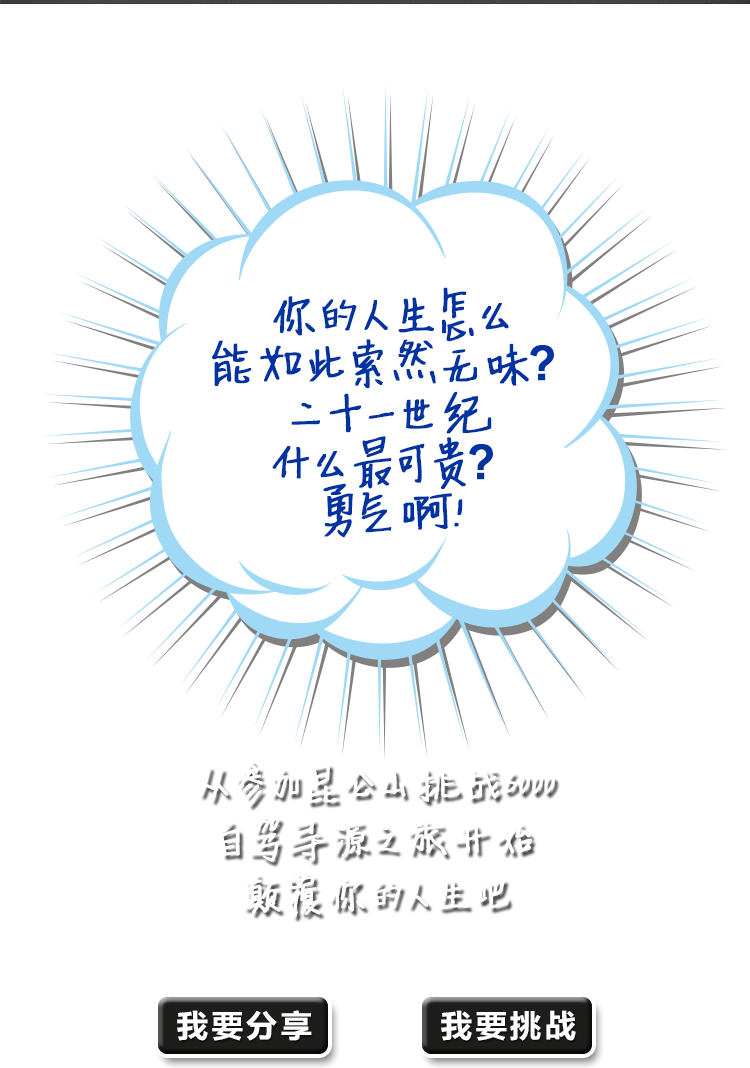 你的人生怎么
能如此索然无味?
二十一世纪
什么最可贵?
勇气啊!
从参加昆仑山挑战6000
自驾寻源之旅开始
颠覆你的人生吧
我要分享
我要挑战